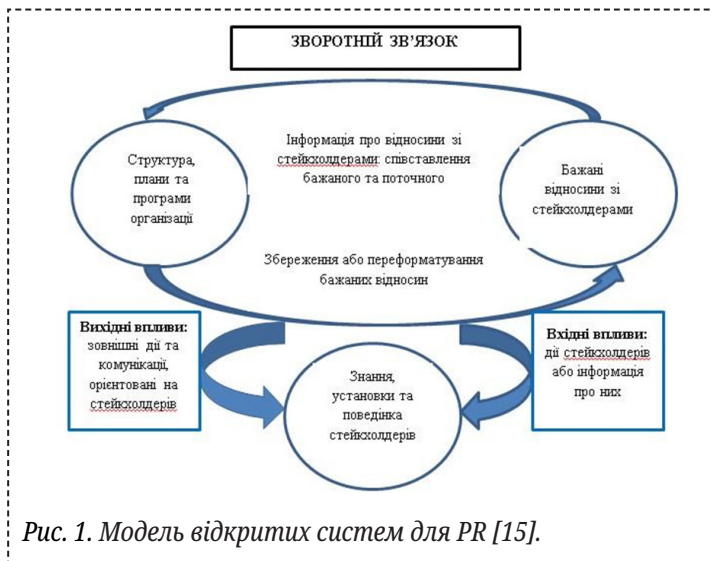 ЗВОРОТНІЙ ЗВ’ЯЗОК
Інформація про відносини зі
стейкхолдерами: співставлення
бажаного та поточного
Структура,
плани та
програми
організації
Бажані
відносини зі
стейкхолдерами
Збереження або переформатування
бажаних відносин
Вихідні впливи:
зовнішні дії та
комунікації,
орієнтовані на
стейкхолдерів
Знання,
установки та
поведінка
стейкхолдерів
Вхідні впливи:
дії стейкхолдерів
або інформація
про них
Рис. 1. Модель відкритих систем для PR [15].